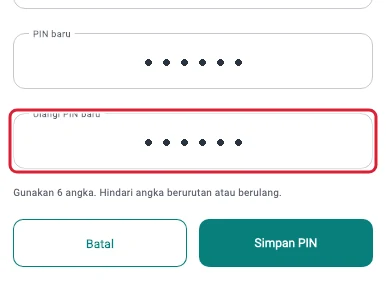 PIN baru
Ulangi PIN baru
Gunakan 6 angka. Hindari angka berurutan atau berulang.
Batal
Simpan PIN